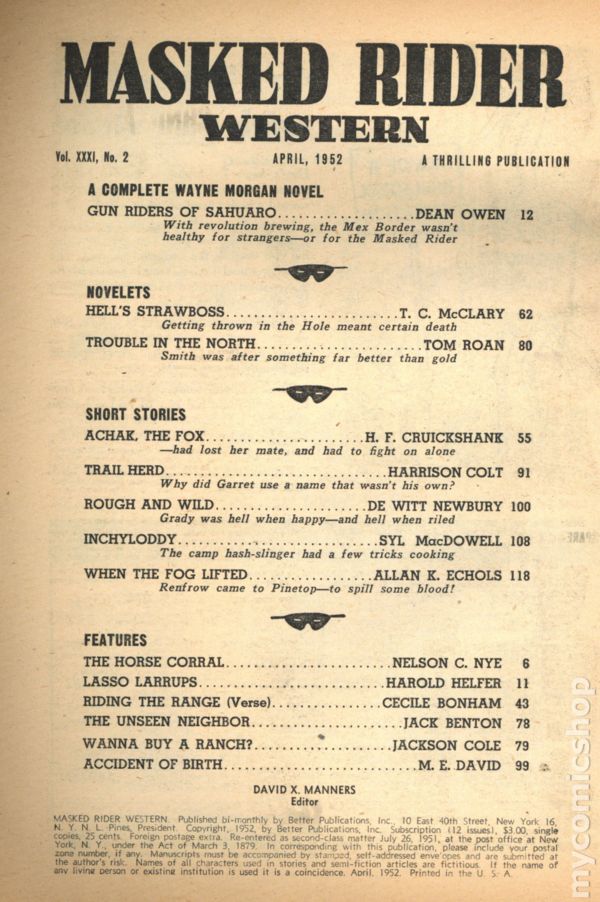 MASKED RIDER
WESTERN
Vol. XXXI, No. 2 APRIL, 1952 A THRILLING PUBLICATION
A COMPLETE WAYNE MORGAN NOVEL
GUN RIDERS OF SAHUARO....................DEAN OWEN 12
With revolution brewing, the Mex Border wasn't
healthy for strangers—or for the Masked Rider
NOVELETS
HELL'S STRAWBOSS.........................T. C. McCLARY 62
Getting thrown in the Hole meant certain death
TROUBLE IN THE NORTH........................TOM ROAN 80
Smith was after something far better than gold
SHORT STORIES
ACHAK, THE FOX.......................H. F. CRUICKSHANK 55
—had lost her mate, and had to fight on alone
TRAIL HERD................................HARRISON COLT 91
Why did Garret use a name that wasn't his own?
ROUGH AND WILD......................DE WITT NEWBURY 100
Grady was hell when happy—and hell when riled
INCHYLODDY.............................SYL MacDOWELL 108
The camp hash-slinger had a few tricks cooking
WHEN THE FOG LIFTED..................ALLAN K. ECHOLS 118
Renfrow came to Pinetop—to spill some blood!
FEATURES
THE HORSE CORRAL........................NELSON C. NYE 6
LASSO LARRUPS...........................HAROLD HELFER 11
RIDING THE RANGE (Verse)................CECILE BONHAM 43
THE UNSEEN NEIGHBOR......................JACK BENTON 78
WANNA BUY A RANCH?....................JACKSON COLE 79
ACCIDENT OF BIRTH.........................M. E. DAVID 99
DAVID X. MANNERS
Editor
MASKED RIDER WESTERN. Published bi-monthly by Better Publications, Inc., 10 East 40th Street, New York 16,
N. Y. N. L. Pines, President. Copyright, 1952, by Better Publications, Inc. Subscription (12 issues), $3.00, single
copies, 25 cents. Foreign postage extra. Re-entered as second-class matter July 26, 1951, at the post office at New
York, N. Y., under the Act of March 3, 1879. In corresponding with this publication, please include your postal
zone number, if any. Manuscripts must be accompanied by stamped, self-addressed envelopes and are submitted at
the author's risk. Names of all characters used in stories and semi-fiction articles are fictitious. If the name of
any living person or existing institution is used it is a coincidence. April, 1952. Printed in the U. S. A.
mycomicshop